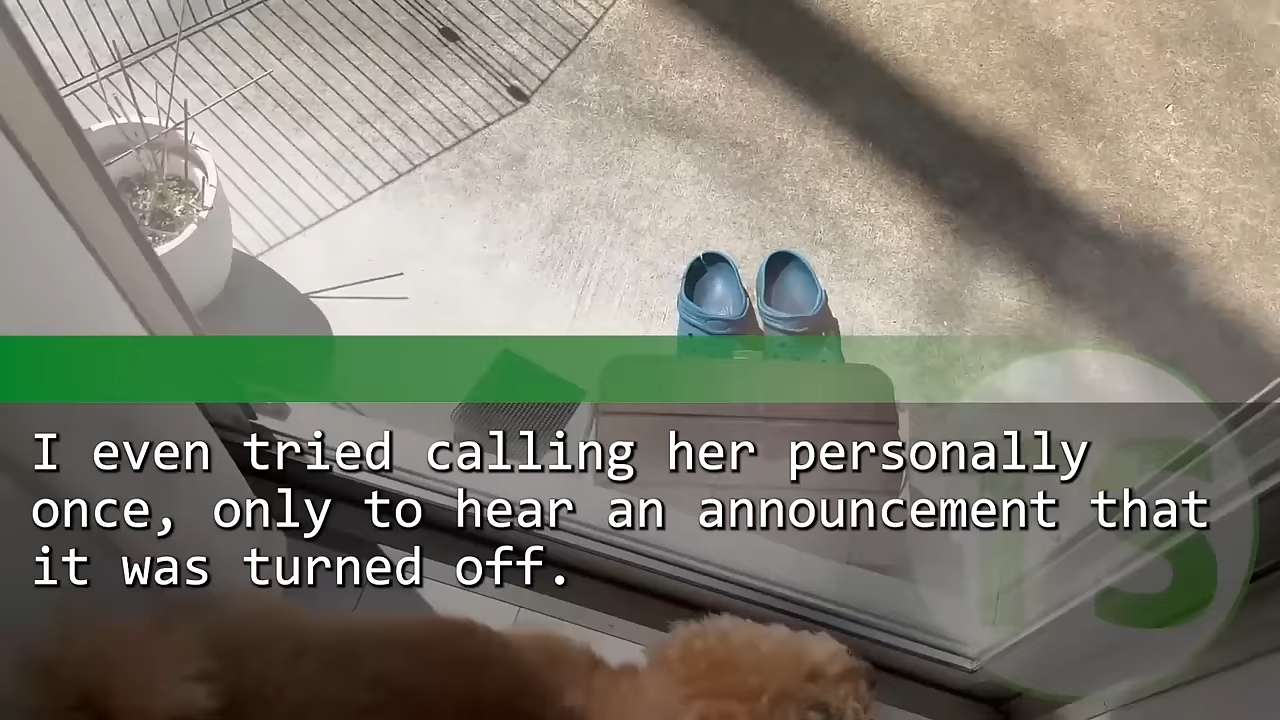 I even tried calling her personally
once, only to hear an announcement that
it was turned off.